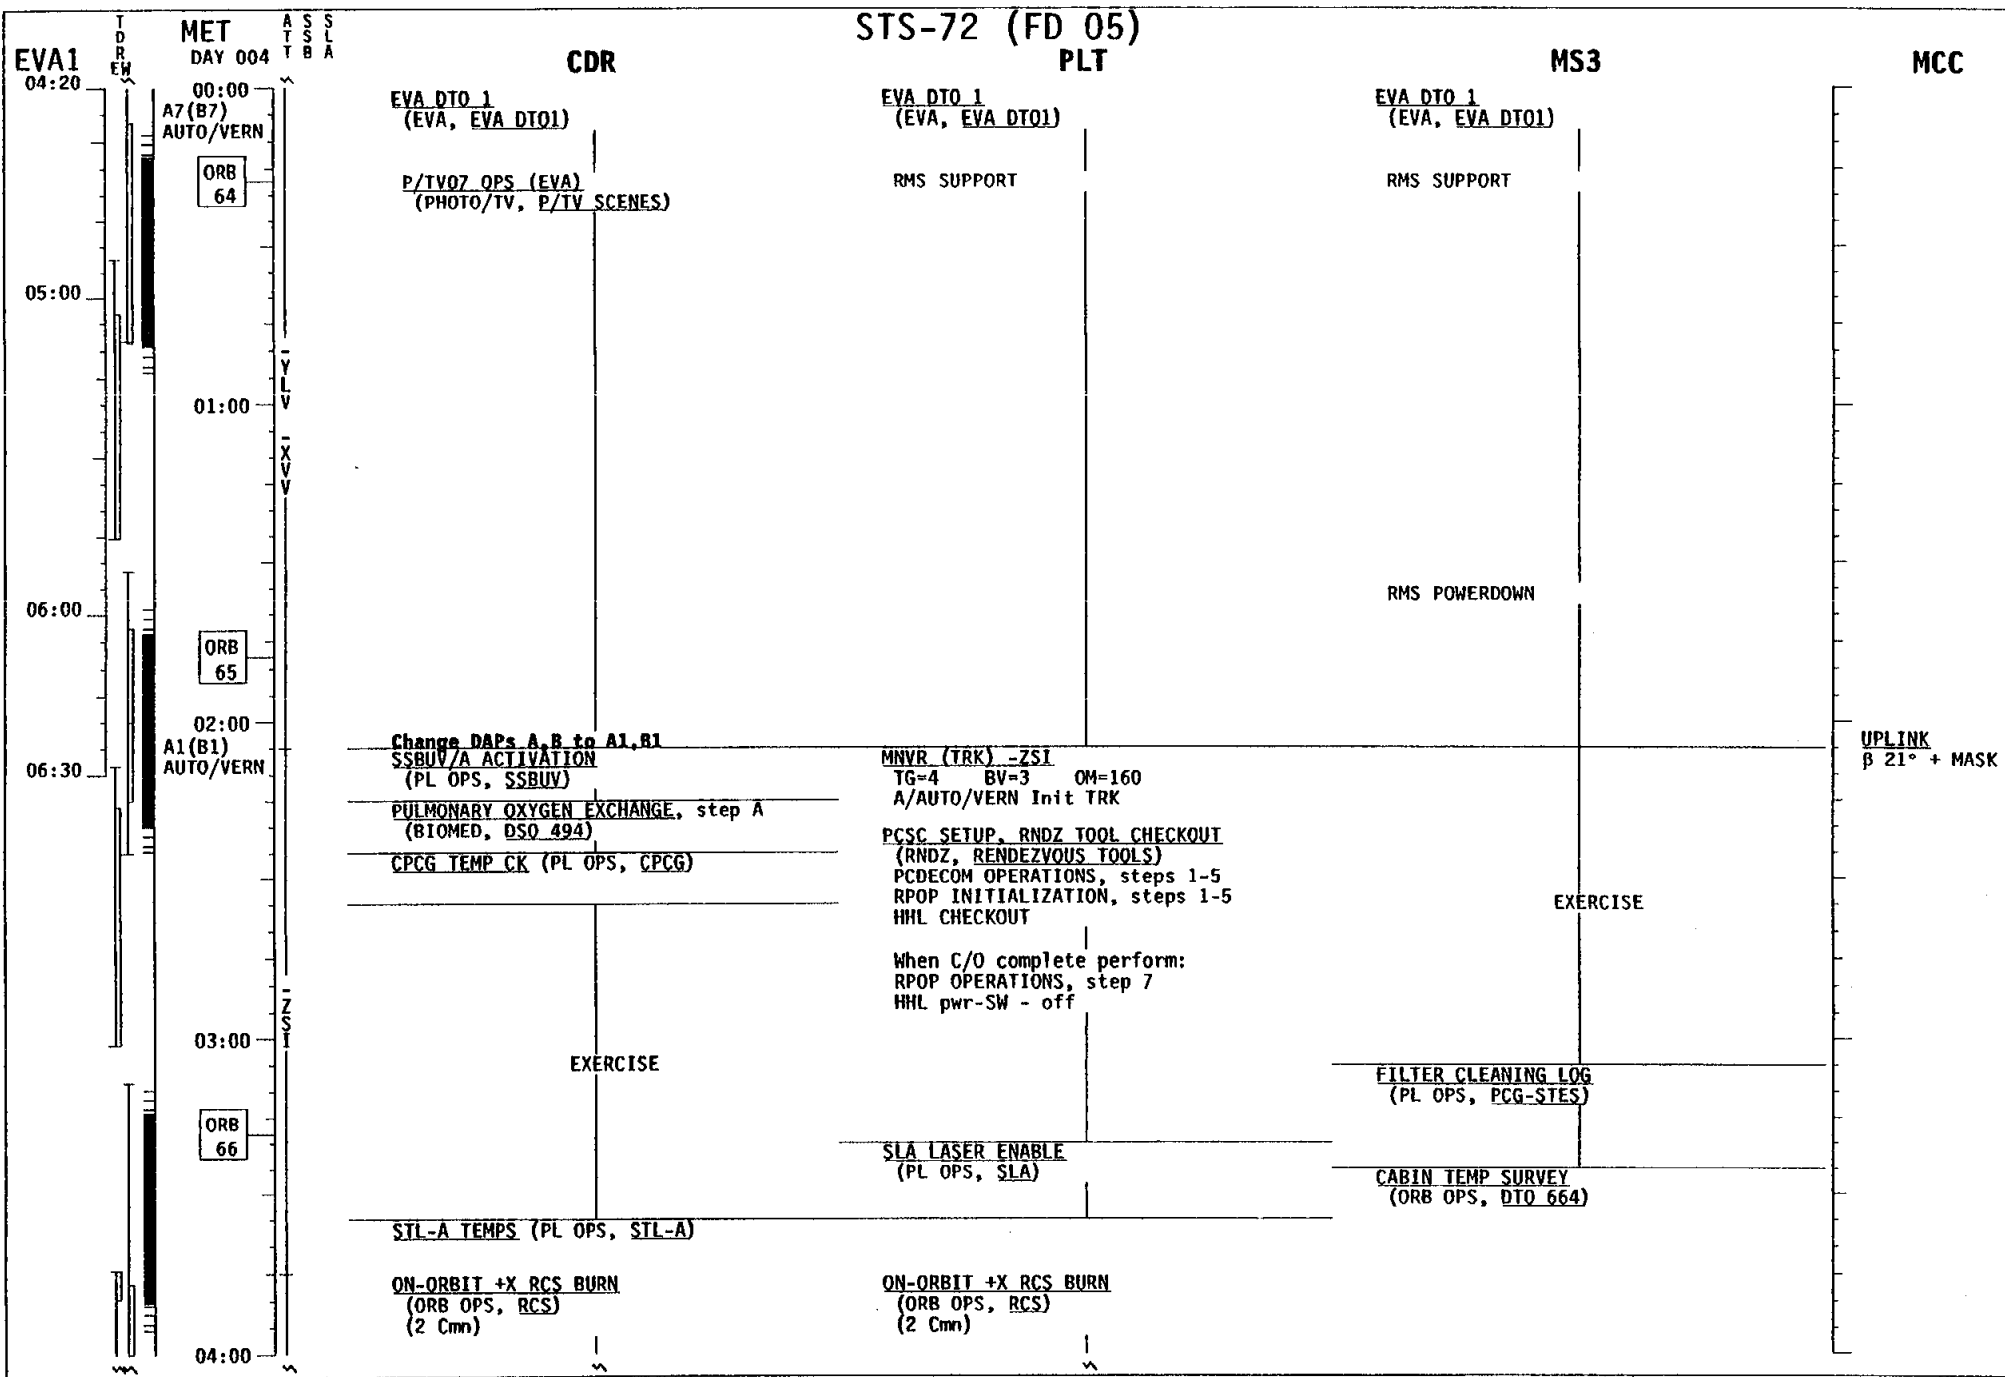 STS-72 (FD 05)
TDRE W
MET
DAY 004
ATT
SSB
SLA
EVA1
CDR
PLT
MS3
MCC
04:20
00:00
A7(B7)
AUTO/VERN
ORB
64
05:00
-YLV
01:00
-XVV
06:00
ORB
65
02:00
A1(B1)
AUTO/VERN
06:30
-ZSI
03:00
ORB
66
04:00
EVA DTO 1
(EVA, EVA DTO1)
P/TV07 OPS (EVA)
(PHOTO/TV, P/TV SCENES)
Change DAPs A,B to A1,B1
SSBUV/A ACTIVATION
(PL OPS, SSBUV)
PULMONARY OXYGEN EXCHANGE, step A
(BIOMED, DSO 494)
CPCG TEMP CK (PL OPS, CPCG)
EXERCISE
STL-A TEMPS (PL OPS, STL-A)
ON-ORBIT +X RCS BURN
(ORB OPS, RCS)
(2 Cmn)
EVA DTO 1
(EVA, EVA DTO1)
RMS SUPPORT
MNVR (TRK) -ZSI
TG=4 BV=3 OM=160
A/AUTO/VERN Init TRK
PCSC SETUP, RNDZ TOOL CHECKOUT
(RNDZ, RENDEZVOUS TOOLS)
PCDECOM OPERATIONS, steps 1-5
RPOP INITIALIZATION, steps 1-5
HHL CHECKOUT
When C/O complete perform:
RPOP OPERATIONS, step 7
HHL pwr-SW - off
SLA LASER ENABLE
(PL OPS, SLA)
ON-ORBIT +X RCS BURN
(ORB OPS, RCS)
(2 Cmn)
EVA DTO 1
(EVA, EVA DTO1)
RMS SUPPORT
RMS POWERDOWN
EXERCISE
FILTER CLEANING LOG
(PL OPS, PCG-STES)
CABIN TEMP SURVEY
(ORB OPS, DTO 664)
UPLINK
β 21° + MASK